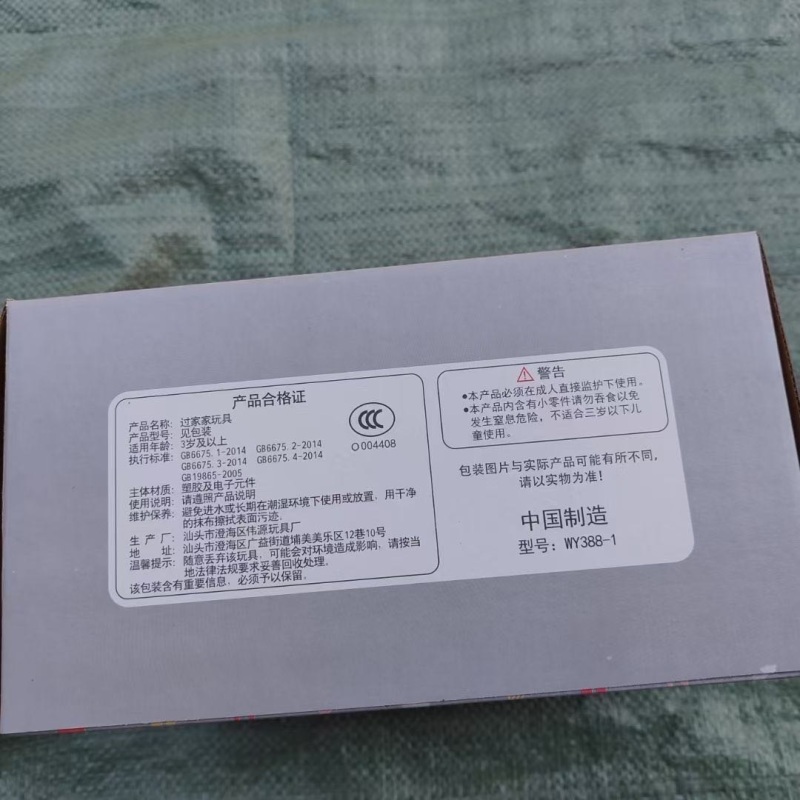 产品合格证
产品名称：过家家玩具
产品型号：见包装
适用年龄：3岁及以上
执行标准：GB6675.1-2014 GB6675.2-2014
GB6675.3-2014 GB6675.4-2014
GB19865-2005
主体材质：塑胶及电子元件
使用说明：请遵照产品说明
维护保养：避免进水或长期在潮湿环境下使用或放置，用干净
的抹布擦拭表面污迹。
生 产 厂：汕头市澄海区伟源玩具厂
地 址：汕头市澄海区广益街道埔美美乐区12巷10号
温馨提示：随意丢弃该玩具，可能会对环境造成影响，请按当
地法律法规要求妥善回收处理。
该包装含有重要信息，必须予以保留。
CCC
O 004408
警告
●本产品必须在成人直接监护下使用。
●本产品内含有小零件请勿吞食以免
发生窒息危险，不适合三岁以下儿
童使用。
包装图片与实际产品可能有所不同，
请以实物为准！
中国制造
型号：WY388-1